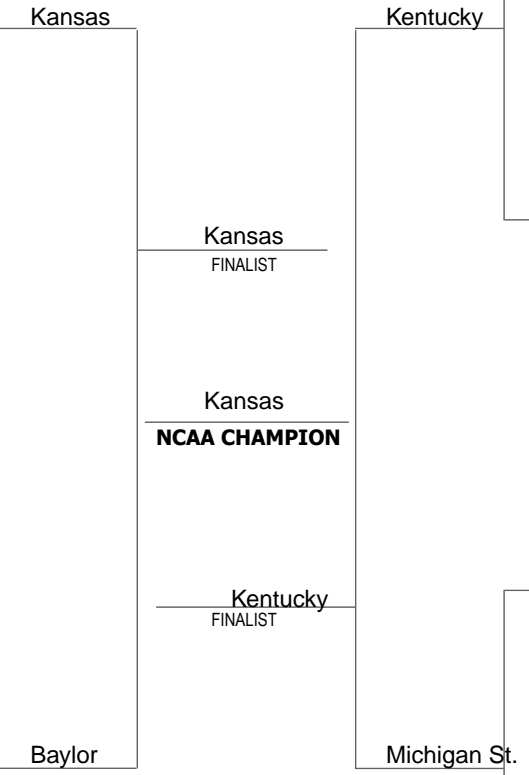 Kansas
Kentucky
Kansas
FINALIST
Kansas
NCAA CHAMPION
Kentucky
FINALIST
Baylor
Michigan St.